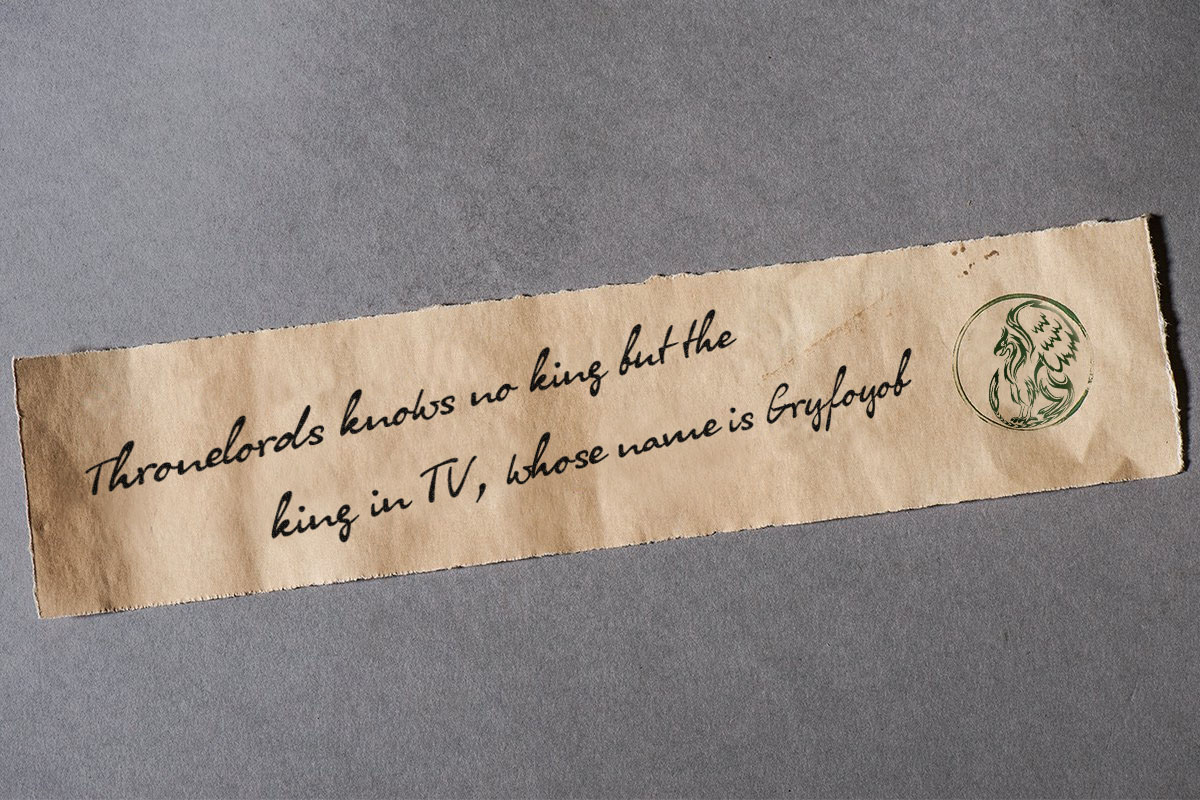 Thronelords knows no king but the
king in TV, whose name is Gryfoyob